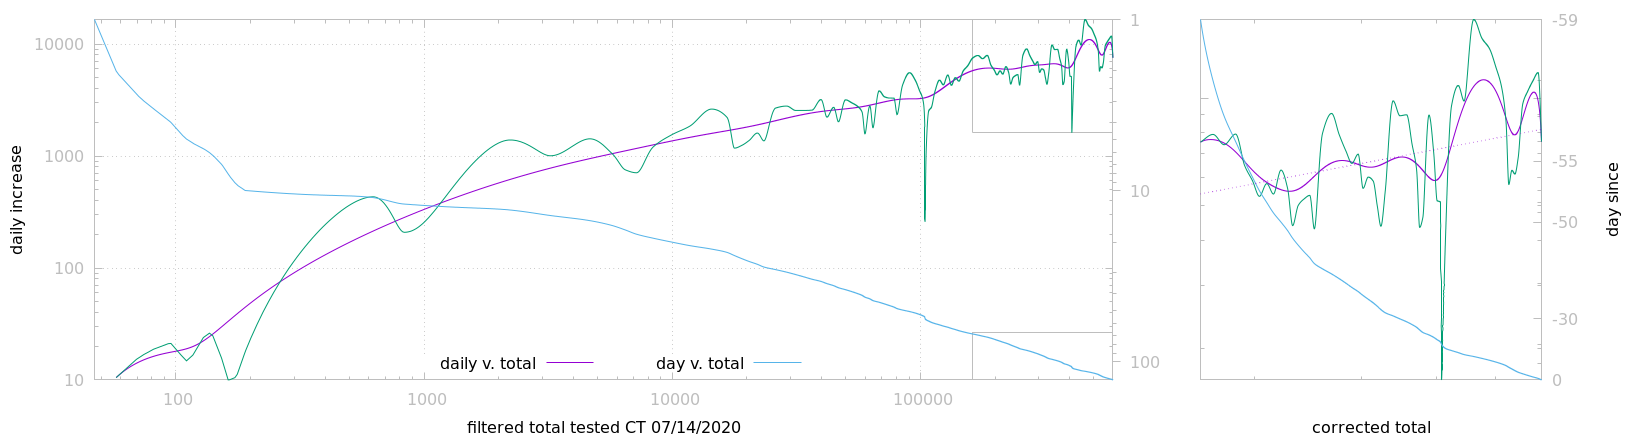 10000
1000
100
10
daily increase
100
1000
10000
100000
filtered total tested CT 07/14/2020
daily v. total
day v. total
1
10
100
-59
-55
-50
-30
0
day since
corrected total